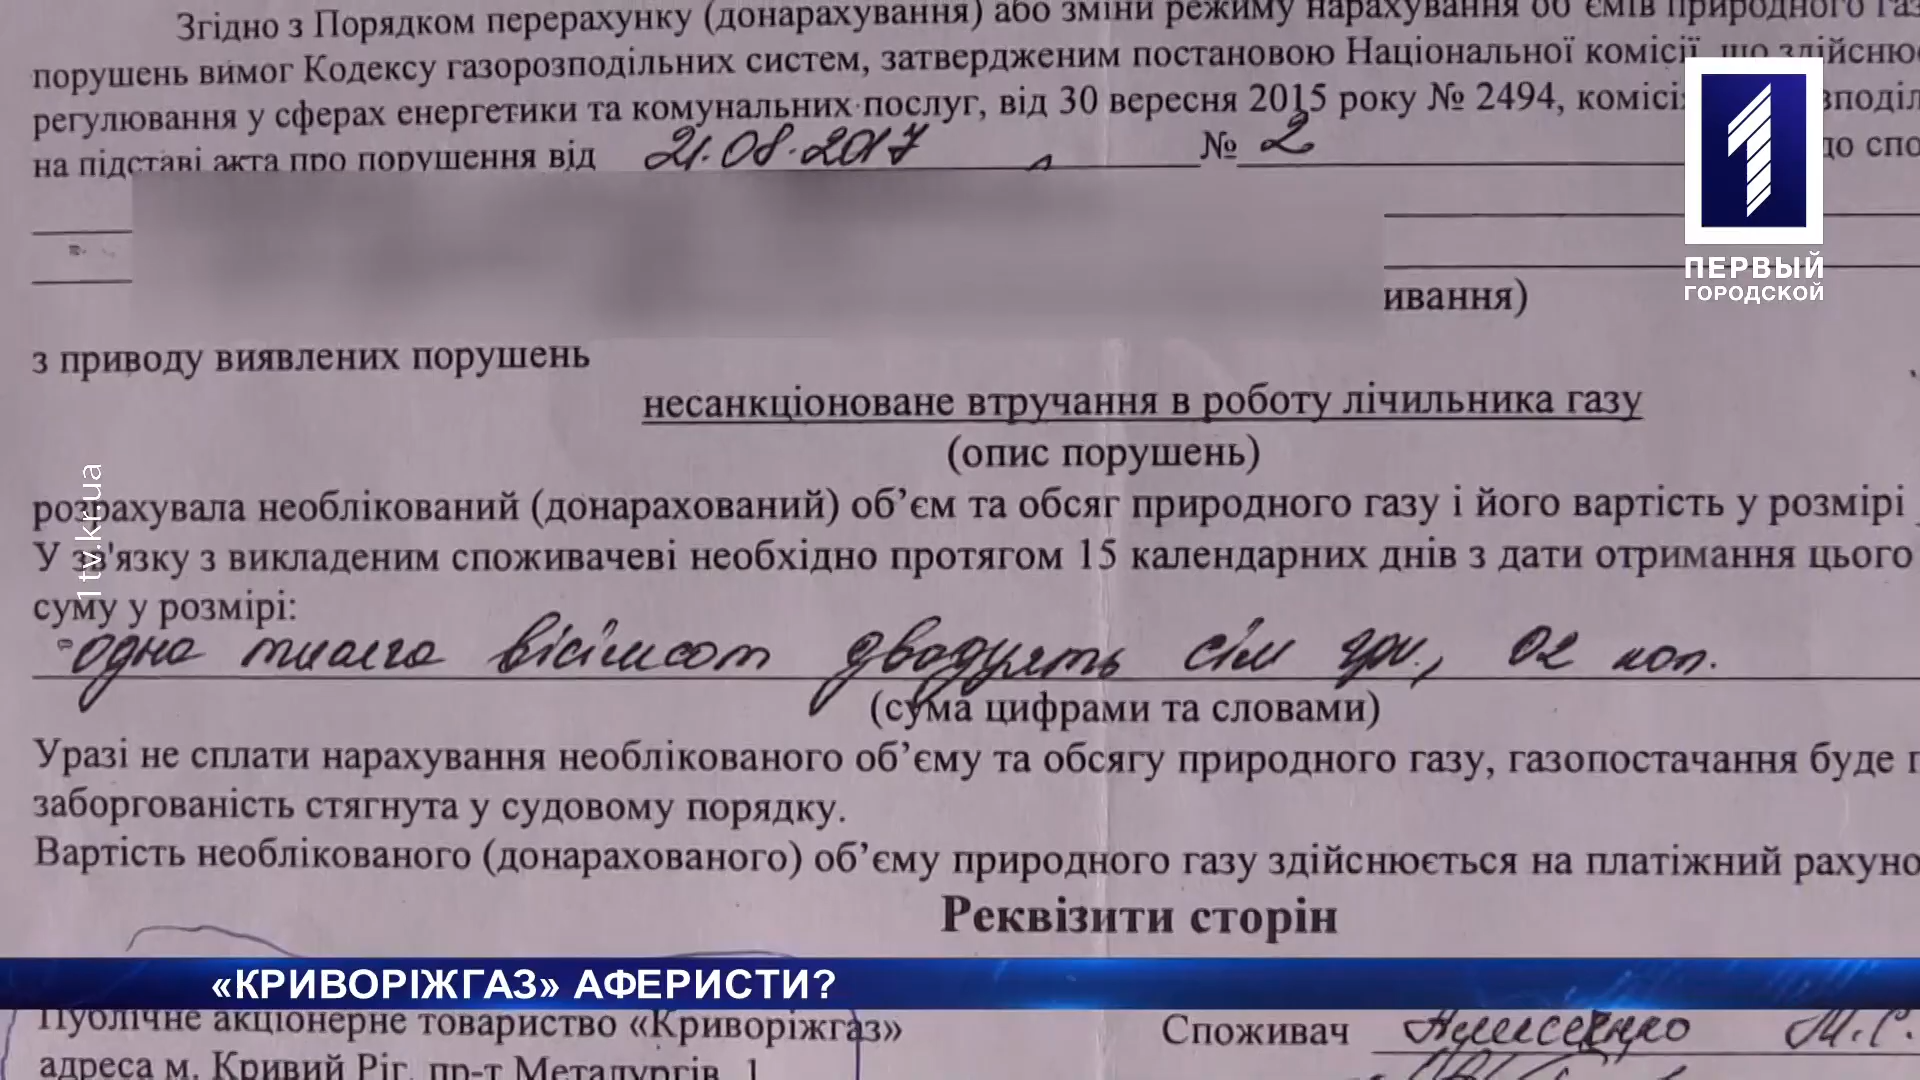 Згідно з Порядком перерахунку (донарахування) або зміни режиму нарахування об'ємів природного газ
порушень вимог Кодексу газорозподільних систем, затвердженим постановою Національної комісії, що здійснює
регулювання у сферах енергетики та комунальних послуг, від 30 вересня 2015 року № 2494, комісі зподіл
на підставі акта про порушення від 21.08.2017 № 2 до спо
ивання)
з приводу виявлених порушень
несанкціоноване втручання в роботу лічильника газу
(опис порушень)
розрахувала необлікований (донарахований) об’єм та обсяг природного газу і його вартість у розмірі
У зв'язку з викладеним споживачеві необхідно протягом 15 календарних днів з дати отримання цього
суму у розмірі:
одна тисяча вісімсот двадцять сім грн., 02 коп.
(сума цифрами та словами)
Уразі не сплати нарахування необлікованого об’єму та обсягу природного газу, газопостачання буде
заборгованість стягнута у судовому порядку.
Вартість необлікованого (донарахованого) об’єму природного газу здійснюється на платіжний рахуно
Реквізити сторін
«КРИВОРІЖГАЗ» АФЕРИСТИ?
Публічне акціонерне товариство «Криворіжгаз»
Споживач М.С.
адреса м. Кривий Ріг, пр-т Металургів, 1
1
ПЕРВЫЙ
ГОРОДСКОЙ
1tv.kr.ua